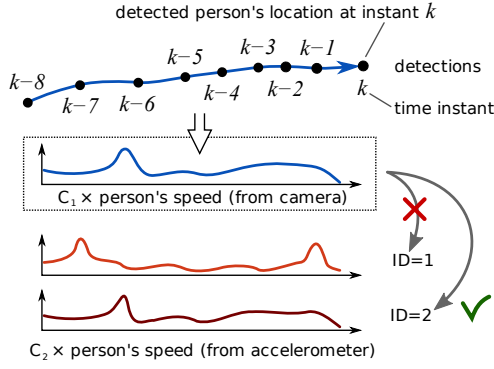 detected person's location at instant k
k−8
k−7
k−6
k−5
k−4
k−3
k−2
k−1
k
detections
time instant
C₁ × person's speed (from camera)
ID=1
ID=2
C₂ × person's speed (from accelerometer)